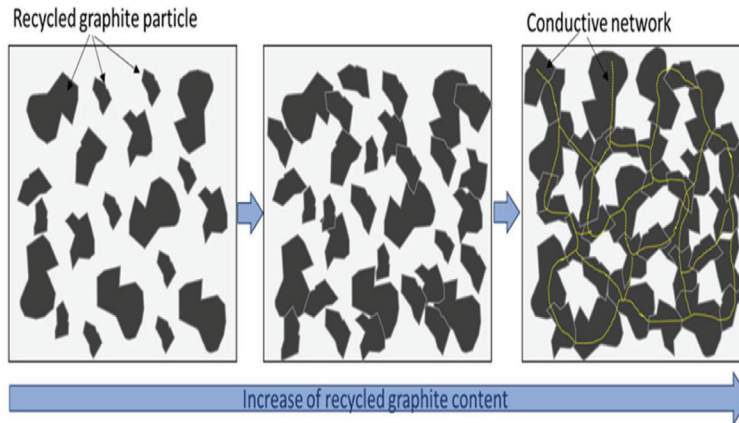 Recycled graphite particle
Conductive network
Increase of recycled graphite content